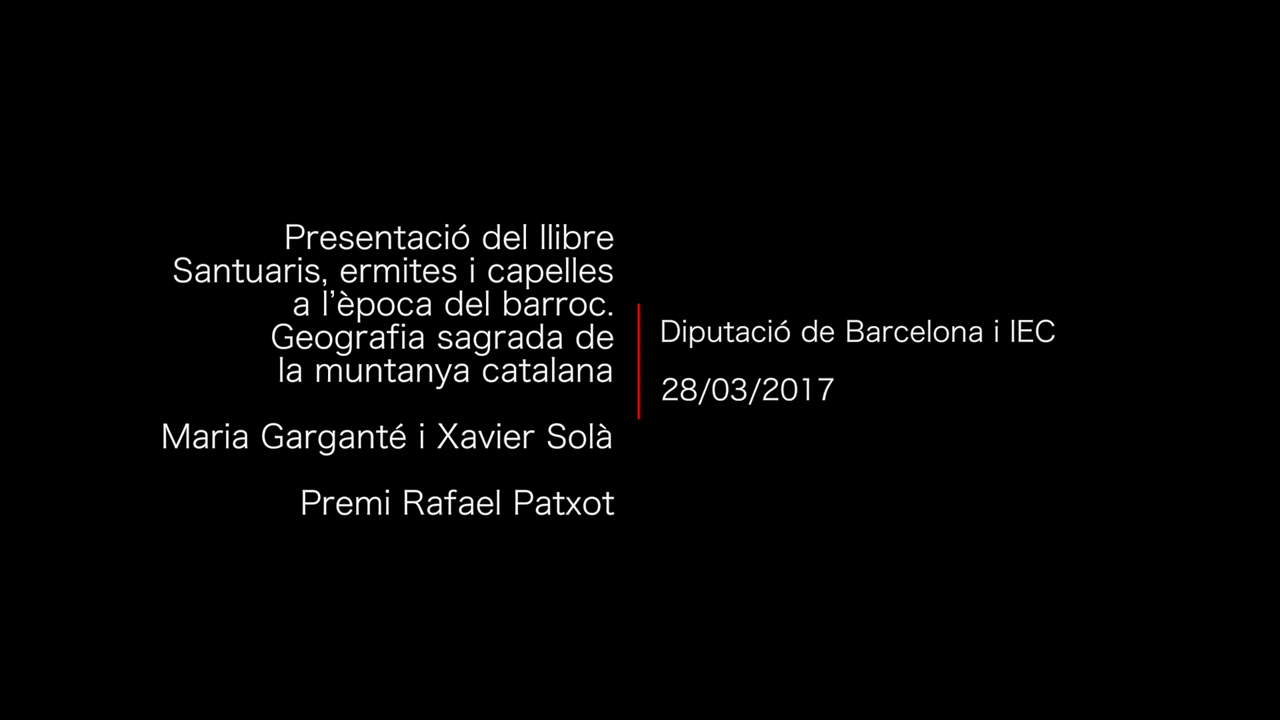 Presentació del llibre
Santuaris, ermites i capelles
a l’època del barroc.
Geografia sagrada de
la muntanya catalana
Maria Garganté i Xavier Solà
Premi Rafael Patxot
Diputació de Barcelona i IEC
28/03/2017